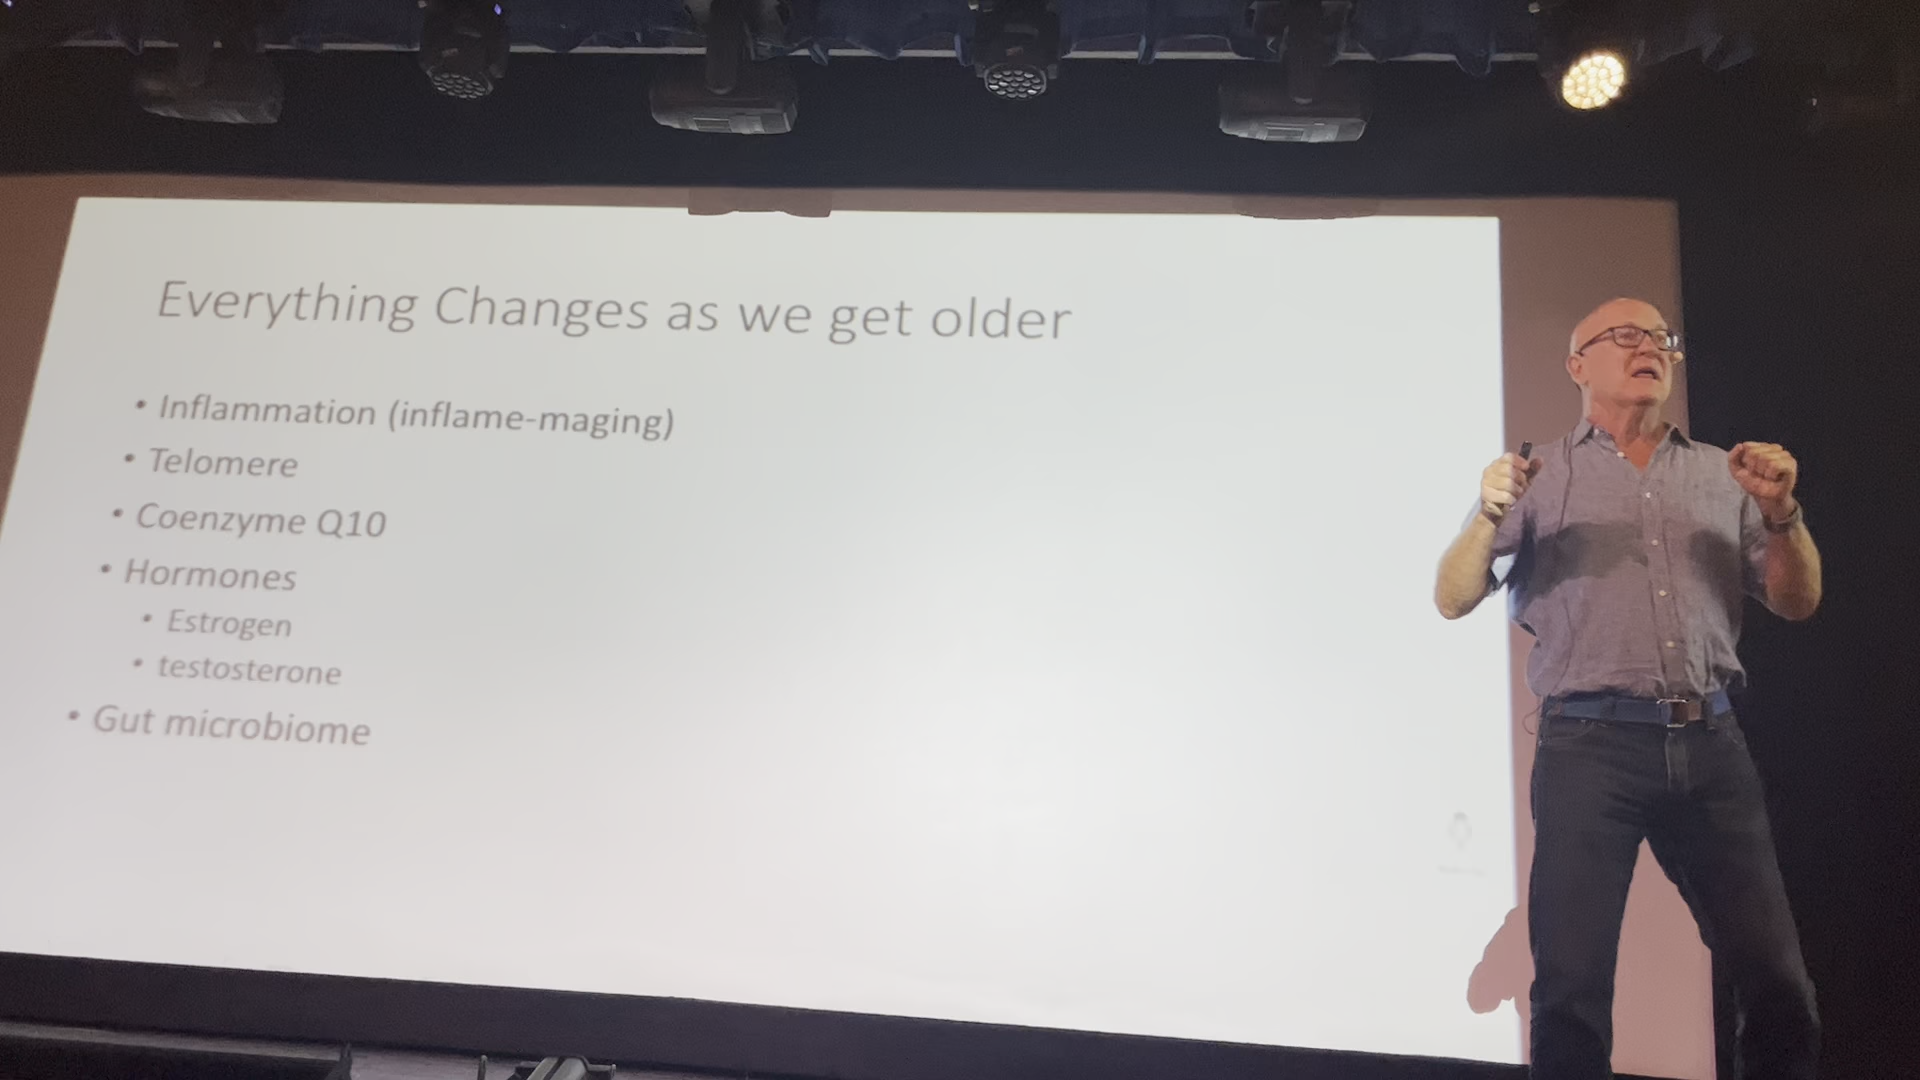 Everything Changes as we get older
• Inflammation (inflame-maging)
• Telomere
• Coenzyme Q10
• Hormones
• Estrogen
• testosterone
• Gut microbiome